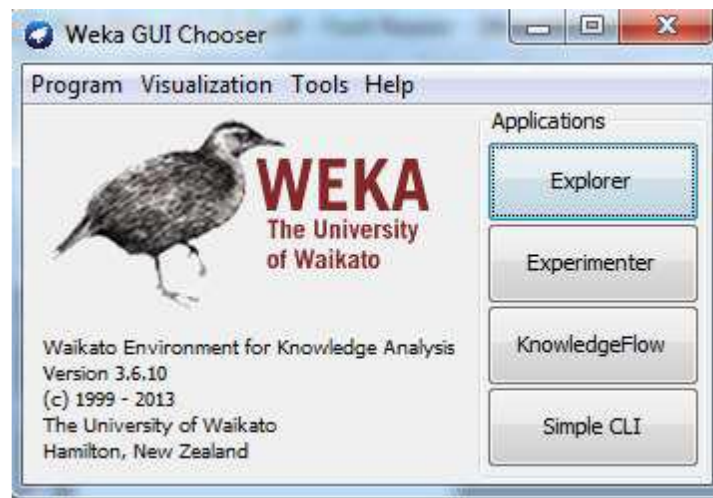 Weka GUI Chooser
Program Visualization Tools Help
WEKA
The University
of Waikato
Waikato Environment for Knowledge Analysis
Version 3.6.10
(c) 1999 - 2013
The University of Waikato
Hamilton, New Zealand
Applications
Explorer
Experimenter
KnowledgeFlow
Simple CLI